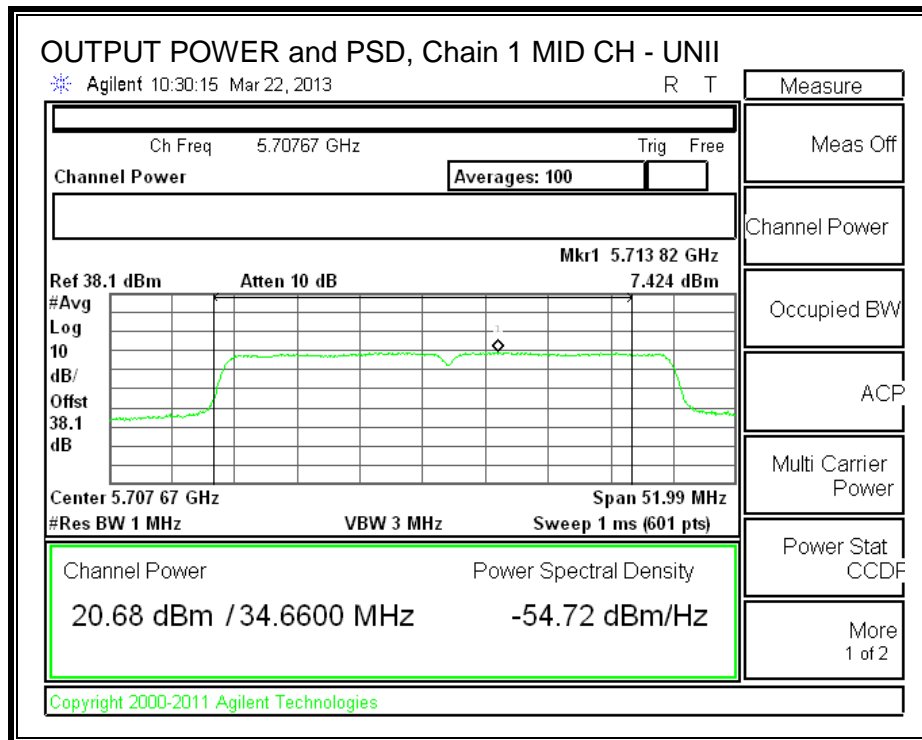 OUTPUT POWER and PSD, Chain 1 MID CH - UNII
Agilent 10:30:15 Mar 22, 2013 R T
Ch Freq 5.70767 GHz Trig Free
Channel Power Averages: 100
Mkr1 5.713 82 GHz
Ref 38.1 dBm Atten 10 dB 7.424 dBm
#Avg
Log
10
dB/
Offst
38.1
dB
1
Center 5.707 67 GHz Span 51.99 MHz
#Res BW 1 MHz VBW 3 MHz Sweep 1 ms (601 pts)
Channel Power Power Spectral Density
20.68 dBm / 34.6600 MHz -54.72 dBm/Hz
Copyright 2000-2011 Agilent Technologies
Measure
Meas Off
Channel Power
Occupied BW
ACP
Multi Carrier
Power
Power Stat
CCDF
More
1 of 2